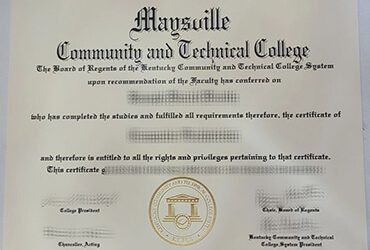 Maysville
Community and Technical College
The Board of Regents of the Kentucky Community and Technical College System
upon recommendation of the Faculty has conferred on
who has completed the studies and fulfilled all requirements therefore, the certificate of
and therefore is entitled to all the rights and privileges pertaining to that certificate.
This certificate
College President
Chair, Board of Regents
Chancellor, Acting
Kentucky Community and Technical
College System President